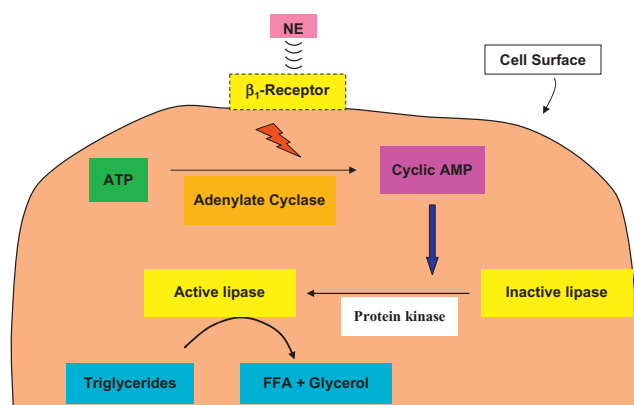 NE
β₁-Receptor
Cell Surface
ATP
Cyclic AMP
Adenylate Cyclase
Active lipase
Inactive lipase
Protein kinase
Triglycerides
FFA + Glycerol